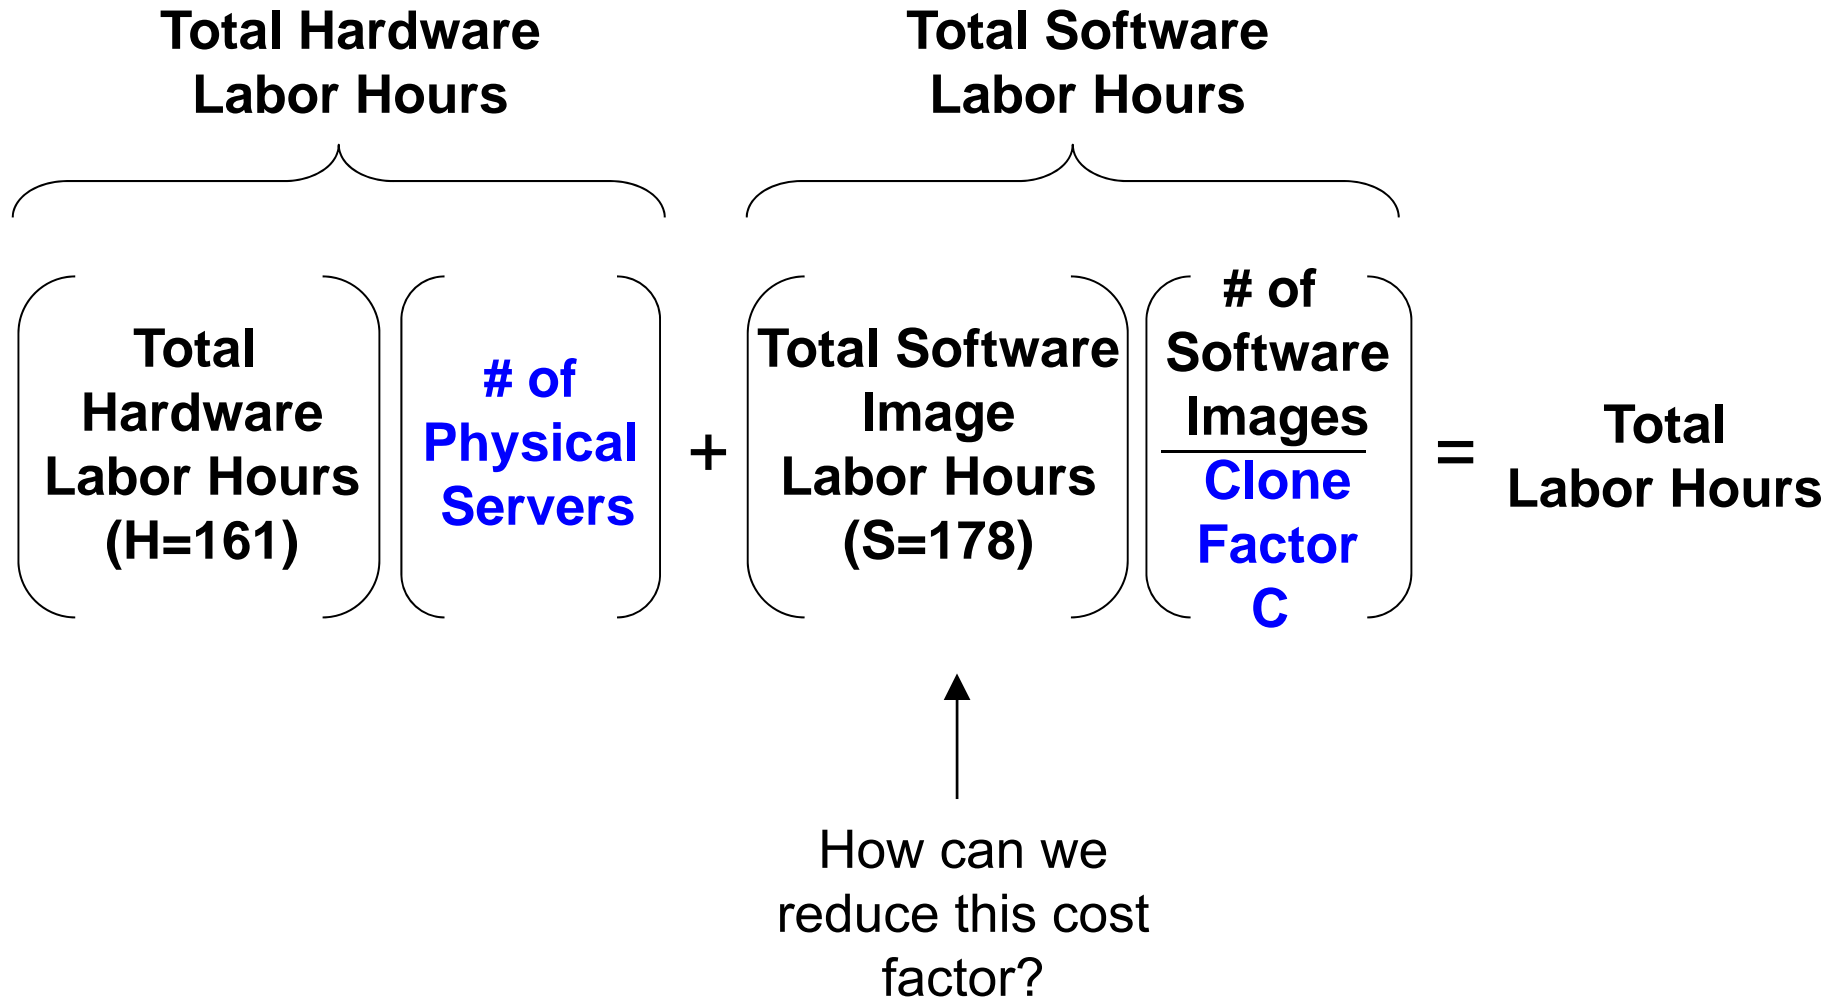 Total Hardware
Labor Hours
Total Software
Labor Hours
Total
Hardware
Labor Hours
(H=161)
# of
Physical
Servers
+
Total Software
Image
Labor Hours
(S=178)
# of
Software
Images
Clone
Factor
C
=
Total
Labor Hours
How can we
reduce this cost
factor?